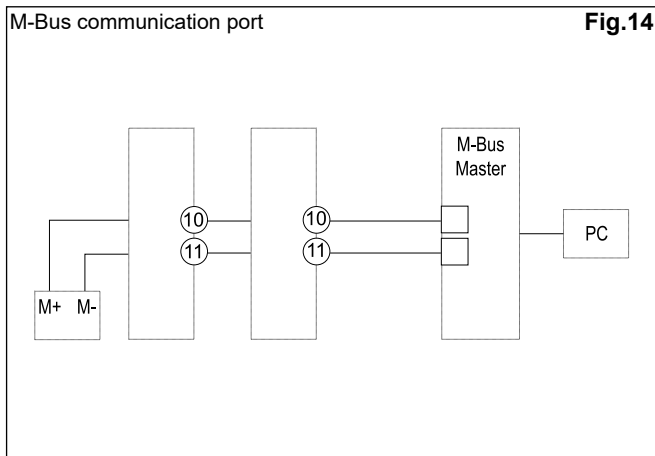 M-Bus communication port Fig.14
M-Bus
Master
10 10
11 11
PC
M+ M-